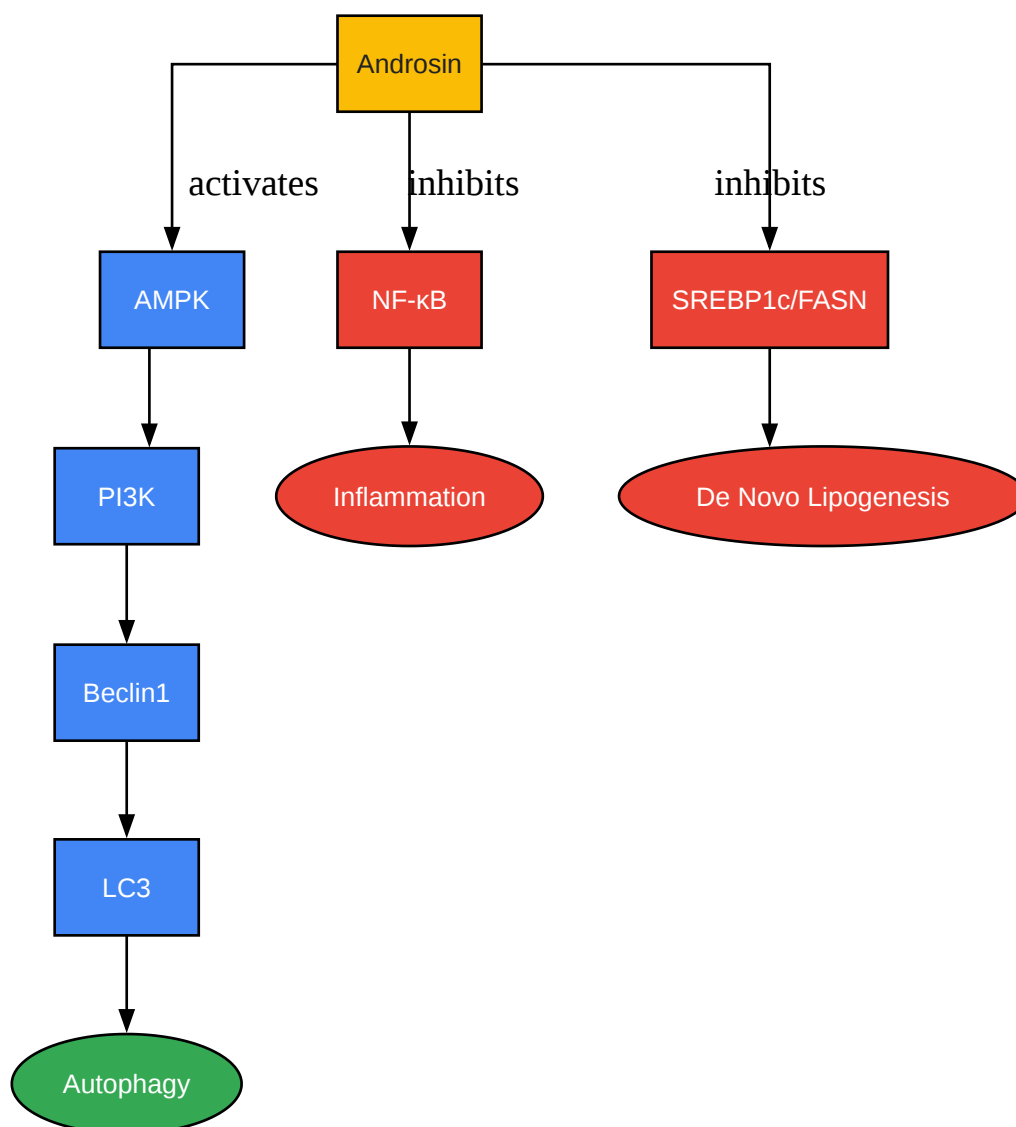 Androsin
activates
inhibits
inhibits
AMPK
NF-κB
SREBP1c/FASN
PI3K
Inflammation
De Novo Lipogenesis
Beclin1
LC3
Autophagy